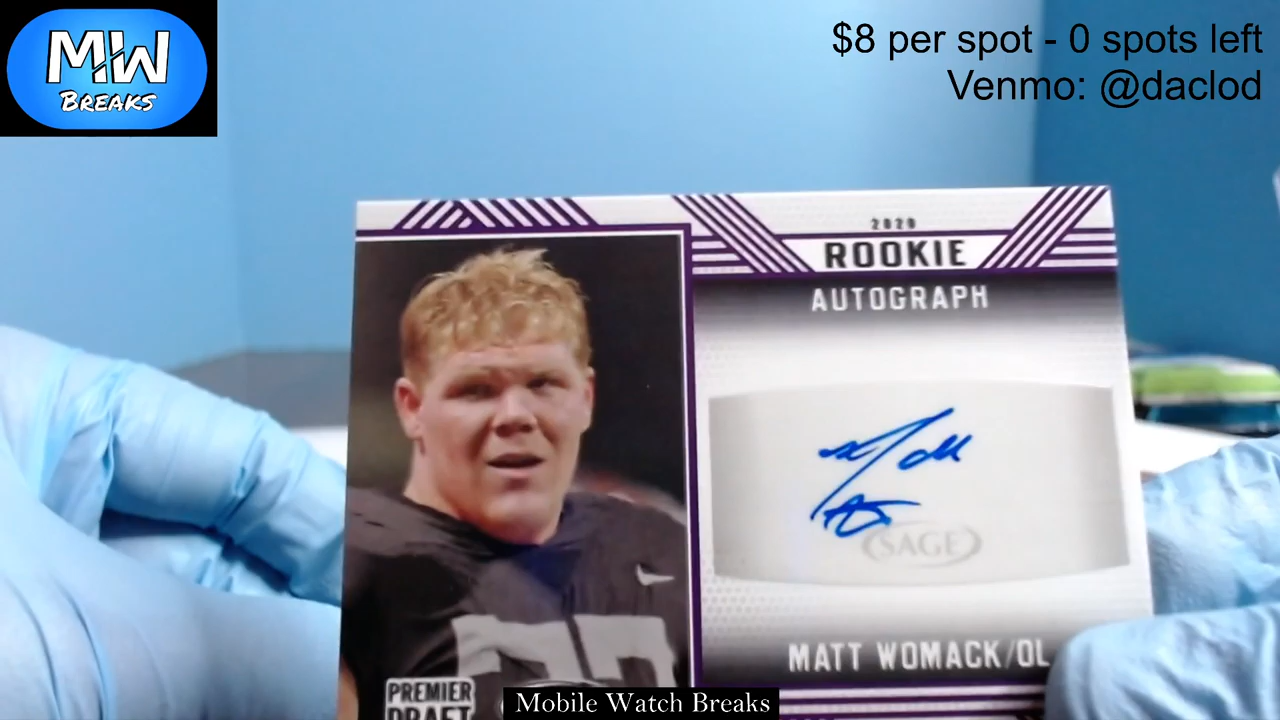 MW
BREAKS
$8 per spot - 0 spots left
Venmo: @daclod
2020
ROOKIE
AUTOGRAPH
SAGE
MATT WOMACK/OL
PREMIER
DRAFT
Mobile Watch Breaks